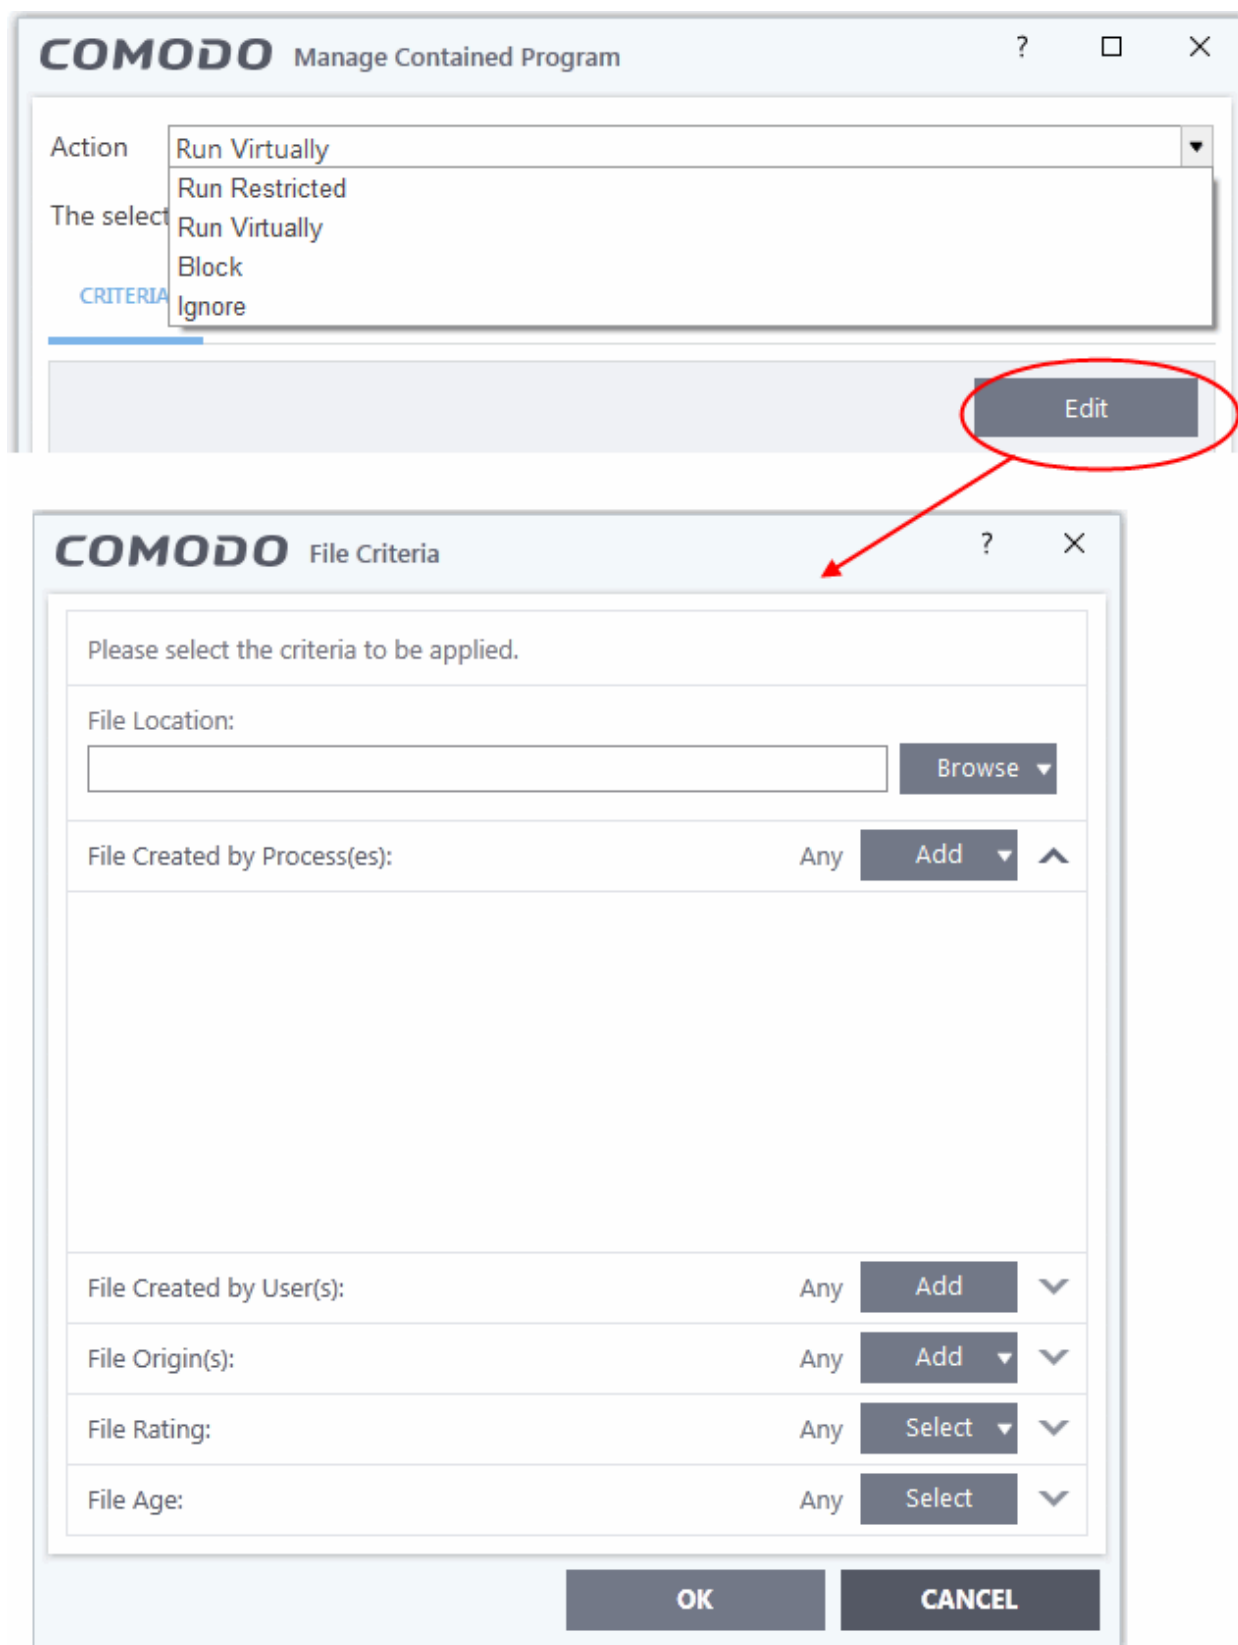 COMODO Manage Contained Program ?
Action Run Virtually
Run Restricted
The select
Run Virtually
Block
CRITERIA
Ignore
Edit
COMODO File Criteria ?
Please select the criteria to be applied.
File Location:
Browse
File Created by Process(es): Any Add
File Created by User(s): Any Add
File Origin(s): Any Add
File Rating: Any Select
File Age: Any Select
OK CANCEL